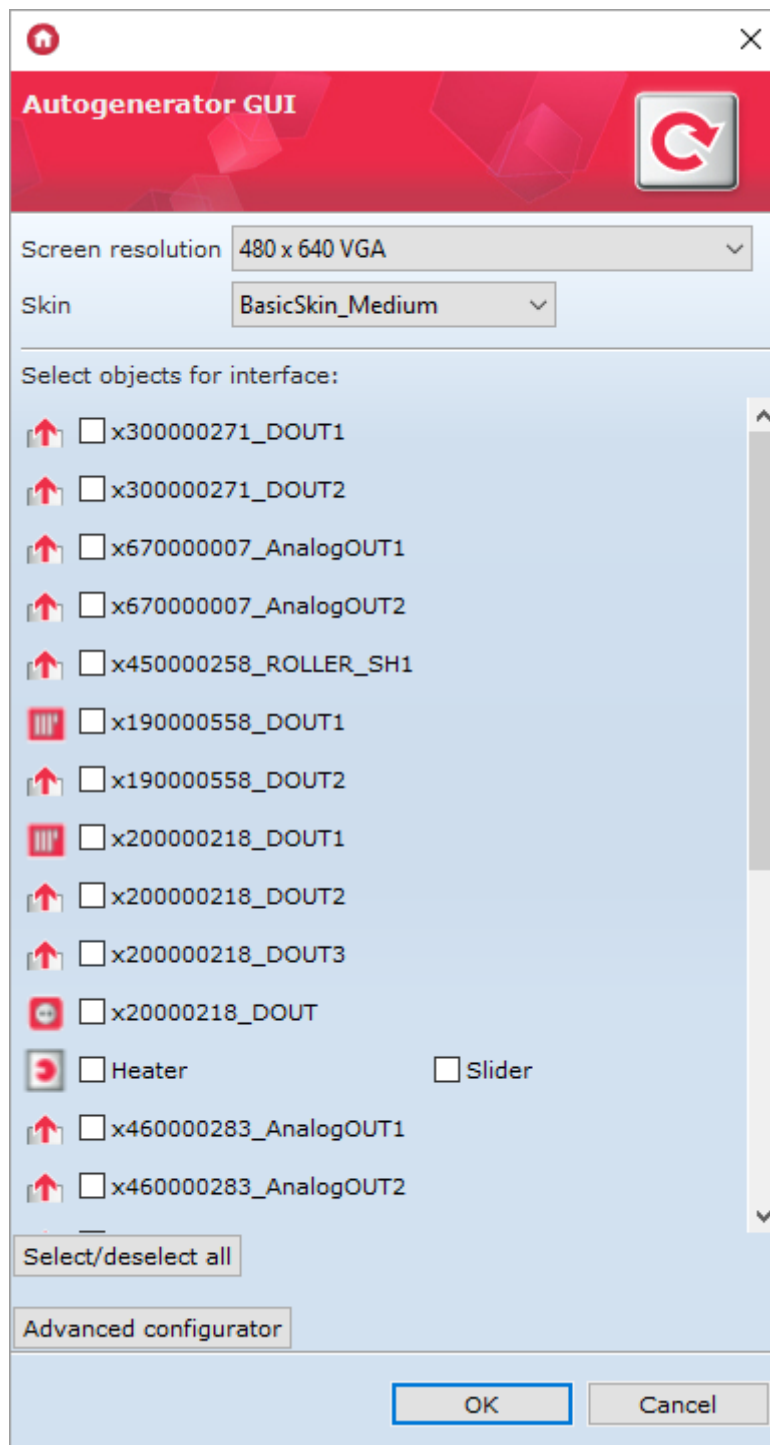 Autogenerator GUI
Screen resolution 480 x 640 VGA
Skin BasicSkin_Medium
Select objects for interface:
x300000271_DOUT1
x300000271_DOUT2
x670000007_AnalogOUT1
x670000007_AnalogOUT2
x450000258_ROLLER_SH1
x190000558_DOUT1
x190000558_DOUT2
x200000218_DOUT1
x200000218_DOUT2
x200000218_DOUT3
x20000218_DOUT
Heater Slider
x460000283_AnalogOUT1
x460000283_AnalogOUT2
Select/deselect all
Advanced configurator
OK Cancel